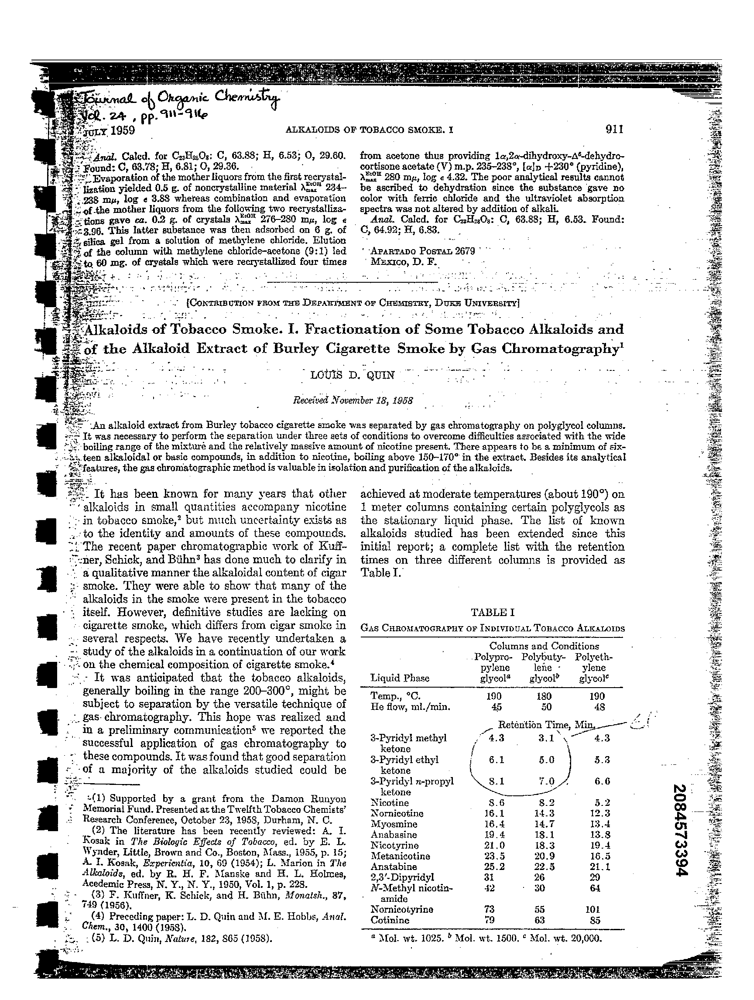 Journal of Organic Chemistry
Vol. 24, pp. 911-916
JULY 1959
ALKALOIDS OF TOBACCO SMOKE. I
911
Anal. Calcd. for C₂₃H₂₈O₈: C, 63.88; H, 6.53; O, 29.60.
Found: C, 63.78; H, 6.81; O, 29.36.
Evaporation of the mother liquors from the first recrystal-
lization yielded 0.5 g. of noncrystalline material λ EtOH max 234–
238 mμ, log ε 3.88 whereas combination and evaporation
of the mother liquors from the following two recrystalliza-
tions gave ca. 0.2 g. of crystals λ EtOH max 276–280 mμ, log ε
3.96. This latter substance was then adsorbed on 6 g. of
silica gel from a solution of methylene chloride. Elution
of the column with methylene chloride-acetone (9:1) led
to 60 mg. of crystals which were recrystallized four times
from acetone thus providing 1α,2α-dihydroxy-Δ⁶-dehydro-
cortisone acetate (V) m.p. 235–238°, [α]D +230° (pyridine),
λ EtOH max 280 mμ, log ε 4.32. The poor analytical results cannot
be ascribed to dehydration since the substance gave no
color with ferric chloride and the ultraviolet absorption
spectra was not altered by addition of alkali.
Anal. Calcd. for C₂₃H₂₈O₈: C, 63.88; H, 6.53. Found:
C, 64.92; H, 6.83.
APARTADO POSTAL 2679
MEXICO, D. F.
[CONTRIBUTION FROM THE DEPARTMENT OF CHEMISTRY, DUKE UNIVERSITY]
Alkaloids of Tobacco Smoke. I. Fractionation of Some Tobacco Alkaloids and
of the Alkaloid Extract of Burley Cigarette Smoke by Gas Chromatography¹
LOUIS D. QUIN
Received November 18, 1958
An alkaloid extract from Burley tobacco cigarette smoke was separated by gas chromatography on polyglycol columns.
It was necessary to perform the separation under three sets of conditions to overcome difficulties associated with the wide
boiling range of the mixture and the relatively massive amount of nicotine present. There appears to be a minimum of six-
teen alkaloidal or basic compounds, in addition to nicotine, boiling above 150–170° in the extract. Besides its analytical
features, the gas chromatographic method is valuable in isolation and purification of the alkaloids.
It has been known for many years that other
alkaloids in small quantities accompany nicotine
in tobacco smoke,² but much uncertainty exists as
to the identity and amounts of these compounds.
The recent paper chromatographic work of Kuff-
ner, Schick, and Bühn³ has done much to clarify in
a qualitative manner the alkaloidal content of cigar
smoke. They were able to show that many of the
alkaloids in the smoke were present in the tobacco
itself. However, definitive studies are lacking on
cigarette smoke, which differs from cigar smoke in
several respects. We have recently undertaken a
study of the alkaloids in a continuation of our work
on the chemical composition of cigarette smoke.⁴
It was anticipated that the tobacco alkaloids,
generally boiling in the range 200–300°, might be
subject to separation by the versatile technique of
gas chromatography. This hope was realized and
in a preliminary communication⁵ we reported the
successful application of gas chromatography to
these compounds. It was found that good separation
of a majority of the alkaloids studied could be
(1) Supported by a grant from the Damon Runyon
Memorial Fund. Presented at the Twelfth Tobacco Chemists'
Research Conference, October 23, 1958, Durham, N. C.
(2) The literature has been recently reviewed: A. I.
Kosak in The Biologic Effects of Tobacco, ed. by E. L.
Wynder, Little, Brown and Co., Boston, Mass., 1955, p. 15;
A. I. Kosak, Experientia, 10, 69 (1954); L. Marion in The
Alkaloids, ed. by R. H. F. Manske and H. L. Holmes,
Acedemic Press, N. Y., N. Y., 1950, Vol. 1, p. 228.
(3) F. Kuffner, K. Schick, and H. Bühn, Monatsh., 87,
749 (1956).
(4) Preceding paper: L. D. Quin and M. E. Hobbs, Anal.
Chem., 30, 1400 (1958).
(5) L. D. Quin, Nature, 182, 865 (1958).
achieved at moderate temperatures (about 190°) on
1 meter columns containing certain polyglycols as
the stationary liquid phase. The list of known
alkaloids studied has been extended since this
initial report; a complete list with the retention
times on three different columns is provided as
Table I.
TABLE I
GAS CHROMATOGRAPHY OF INDIVIDUAL TOBACCO ALKALOIDS
Columns and Conditions
Polypro- Polybuty- Polyeth-
pylene lene ylene
Liquid Phase glycolᵃ glycolᵇ glycolᶜ
Temp., °C. 190 180 190
He flow, ml./min. 45 50 48
Retention Time, Min.
3-Pyridyl methyl 4.3 3.1 4.3
ketone
3-Pyridyl ethyl 6.1 5.0 5.3
ketone
3-Pyridyl n-propyl 8.1 7.0 6.6
ketone
Nicotine 8.6 8.2 5.2
Nornicotine 16.1 14.3 12.3
Myosmine 16.4 14.7 13.4
Anabasine 19.4 18.1 13.8
Nicotyrine 21.0 18.3 19.4
Metanicotine 23.5 20.9 16.5
Anatabine 25.2 22.5 21.1
2,3'-Dipyridyl 31 26 29
N-Methyl nicotin- 42 30 64
amide
Nornicotyrine 73 55 101
Cotinine 79 63 85
ᵃ Mol. wt. 1025. ᵇ Mol. wt. 1500. ᶜ Mol. wt. 20,000.
2084573394